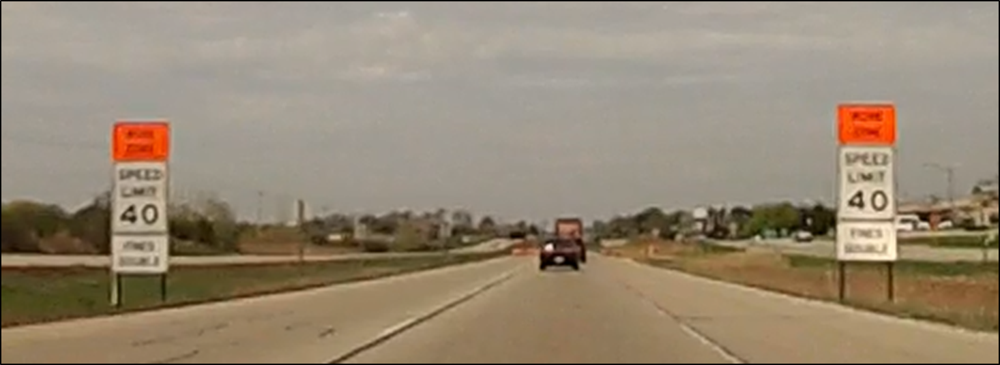 WORK
ZONE
SPEED
LIMIT
40
FINES
DOUBLE
WORK
ZONE
SPEED
LIMIT
40
FINES
DOUBLE